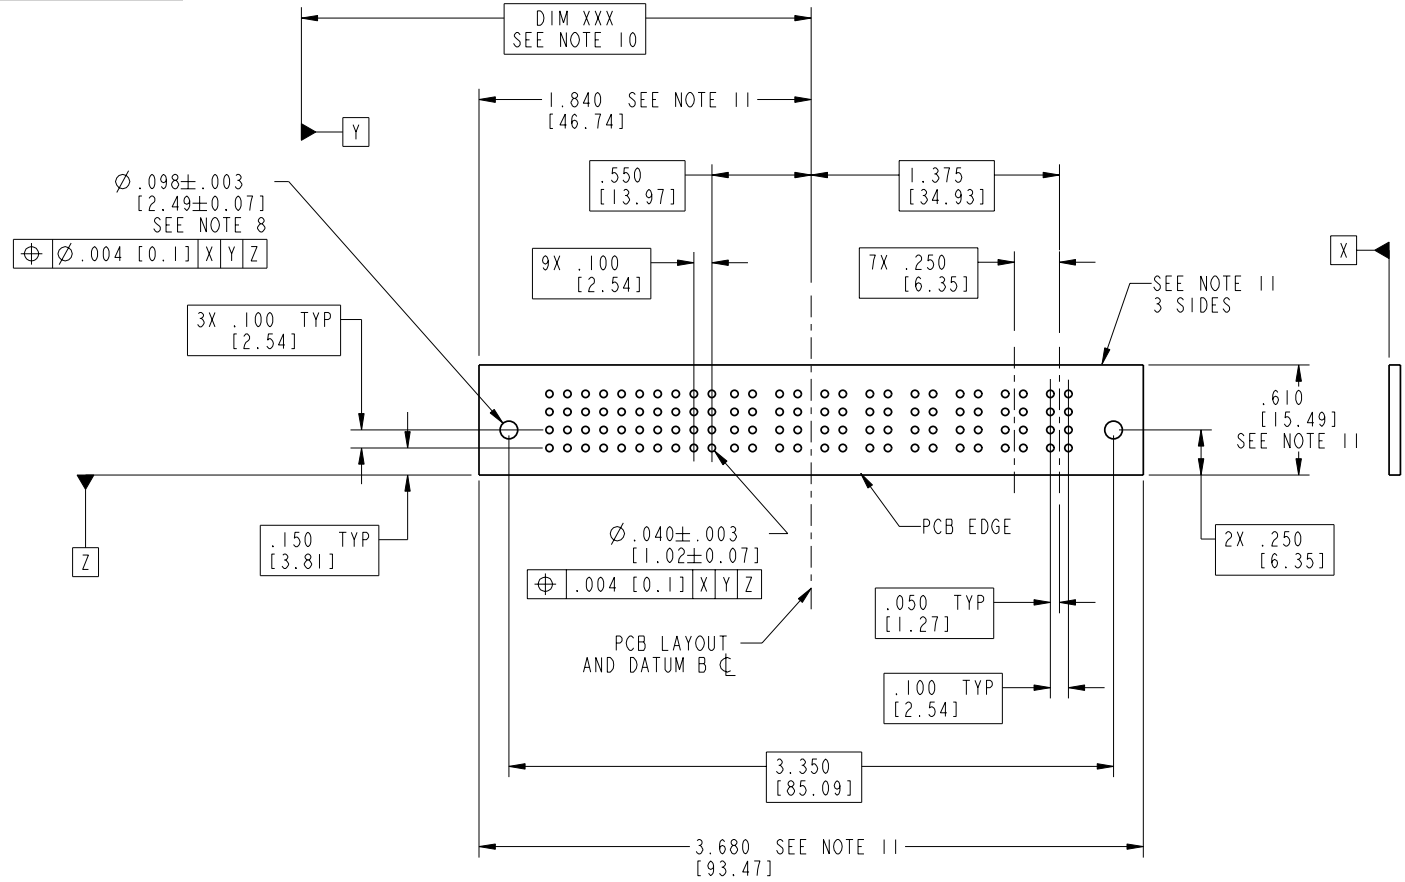 DIM XXX
SEE NOTE 10
1.840 SEE NOTE 11
[46.74]
Y
Ø.098±.003
[2.49±0.07]
SEE NOTE 8
⌖ Ø.004 [0.1] X Y Z
.550
[13.97]
1.375
[34.93]
9X .100
[2.54]
7X .250
[6.35]
X
SEE NOTE 11
3 SIDES
3X .100 TYP
[2.54]
.610
[15.49]
SEE NOTE 11
Z
.150 TYP
[3.81]
Ø.040±.003
[1.02±0.07]
⌖ .004 [0.1] X Y Z
PCB EDGE
2X .250
[6.35]
PCB LAYOUT
AND DATUM B ℄
.050 TYP
[1.27]
.100 TYP
[2.54]
3.350
[85.09]
3.680 SEE NOTE 11
[93.47]